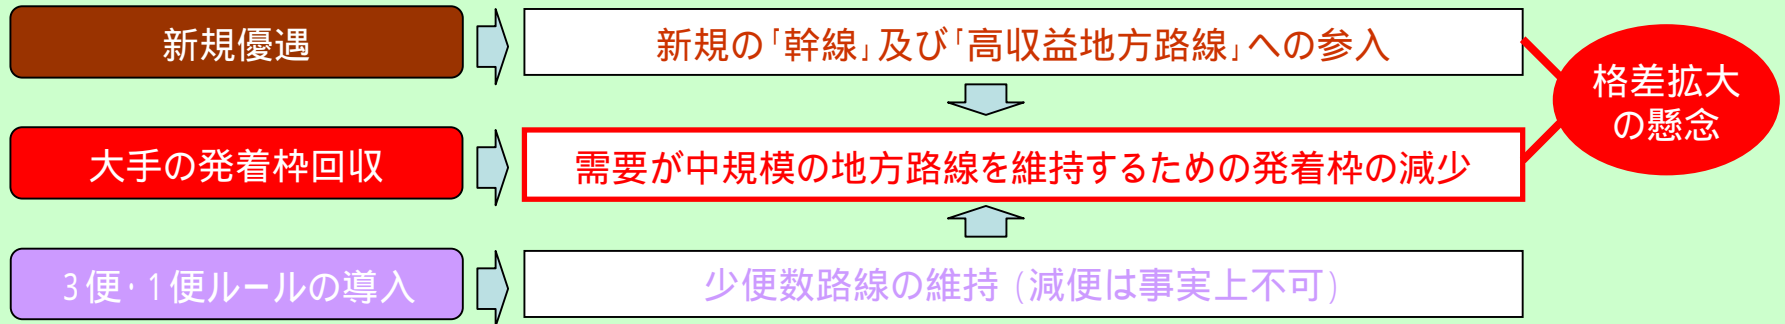 新規優遇
新規の「幹線」及び「高収益地方路線」への参入
格差拡大
の懸念
大手の発着枠回収
需要が中規模の地方路線を維持するための発着枠の減少
3便・1便ルールの導入
少便数路線の維持（減便は事実上不可）